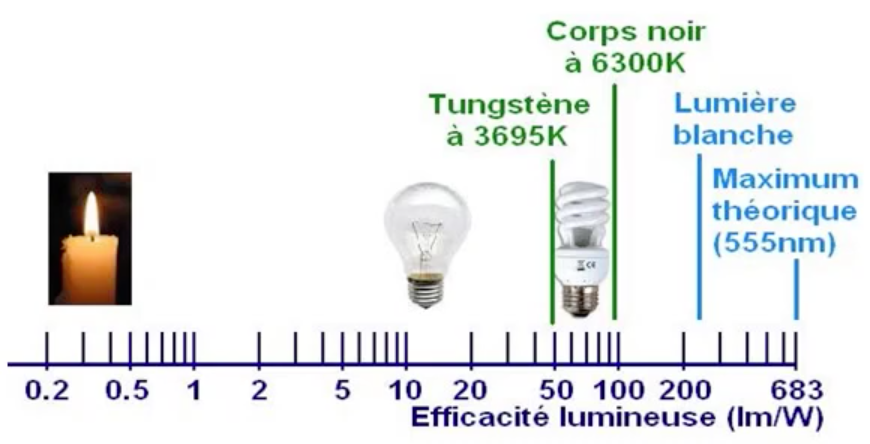 Corps noir
à 6300K
Tungstène
à 3695K
Lumière
blanche
Maximum
théorique
(555nm)
0.2 0.5 1 2 5 10 20 50 100 200 683
Efficacité lumineuse (lm/W)